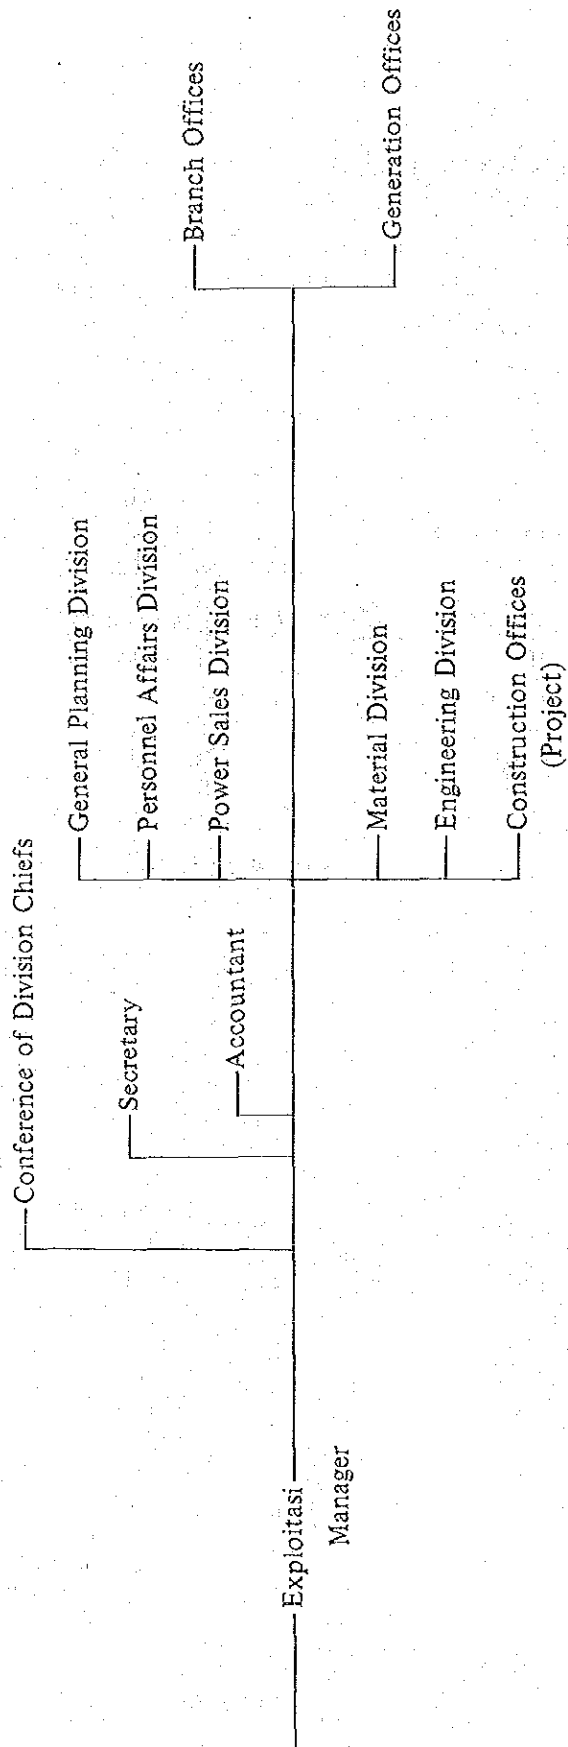 Exploitasi
Manager
Conference of Division Chiefs
Secretary
Accountant
General Planning Division
Personnel Affairs Division
Power Sales Division
Material Division
Engineering Division
Construction Offices
(Project)
Branch Offices
Generation Offices